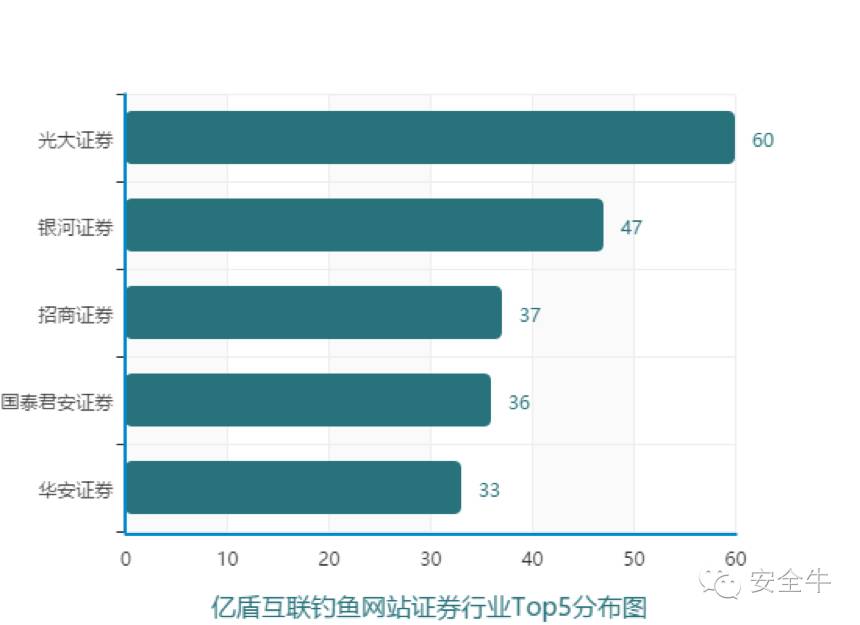 光大证券 60
银河证券 47
招商证券 37
国泰君安证券 36
华安证券 33
0 10 20 30 40 50 60
安全牛
亿盾互联钓鱼网站证券行业Top5分布图